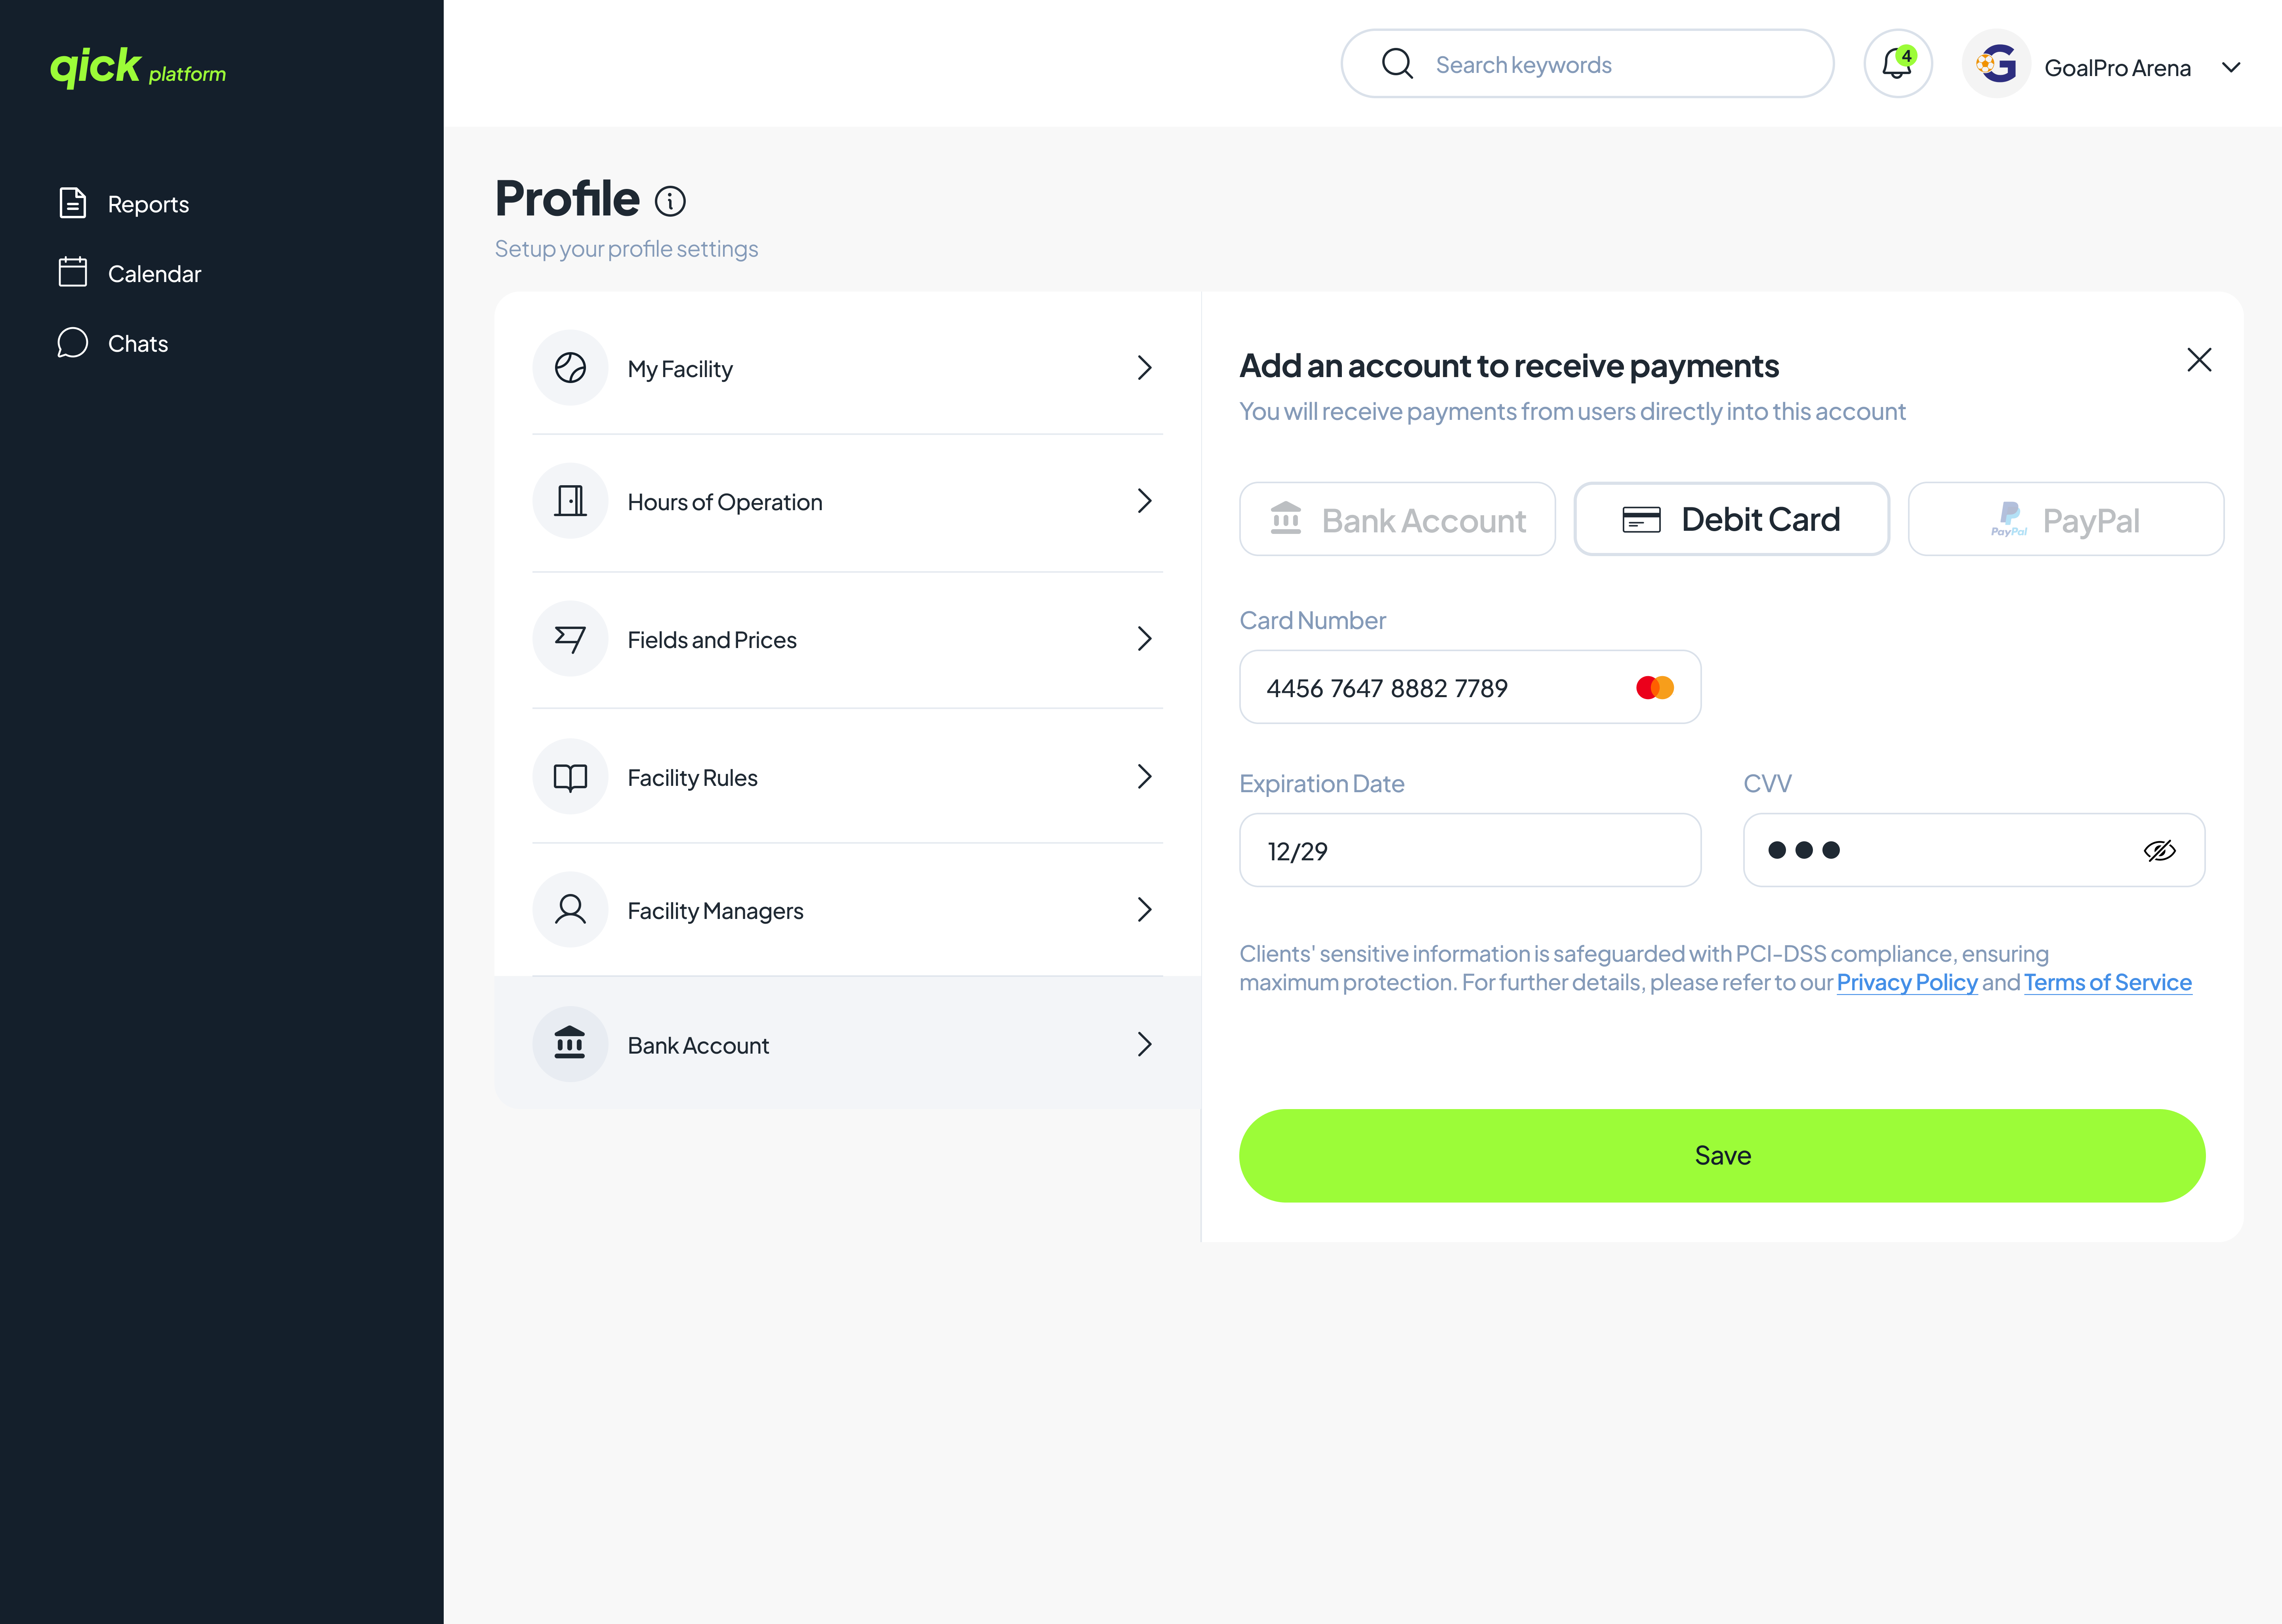 qick platform
Search keywords
4
GoalPro Arena
Reports
Calendar
Chats
Profile
Setup your profile settings
My Facility
Hours of Operation
Fields and Prices
Facility Rules
Facility Managers
Bank Account
Add an account to receive payments
You will receive payments from users directly into this account
Bank Account
Debit Card
PayPal PayPal
Card Number
4456 7647 8882 7789
Expiration Date
CVV
12/29
Clients' sensitive information is safeguarded with PCI-DSS compliance, ensuring
maximum protection. For further details, please refer to our Privacy Policy and Terms of Service
Save